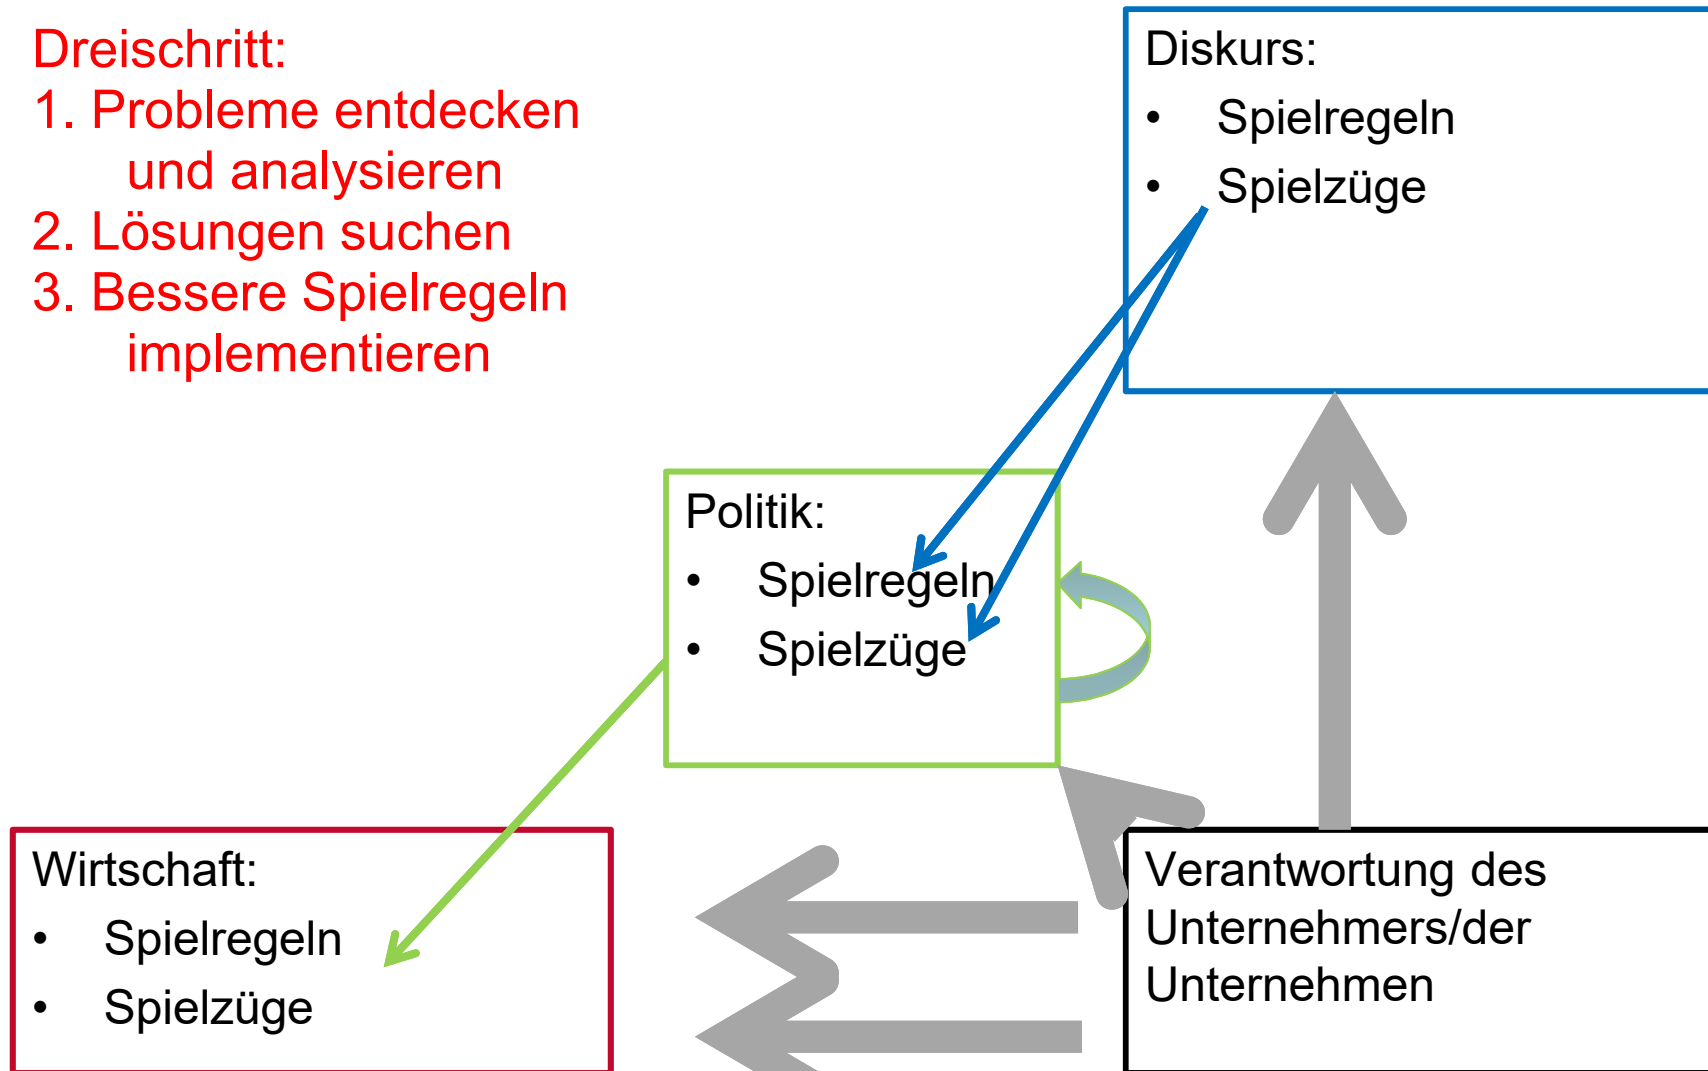 Dreischritt:
1. Probleme entdecken
und analysieren
2. Lösungen suchen
3. Bessere Spielregeln
implementieren
Diskurs:
• Spielregeln
• Spielzüge
Politik:
• Spielregeln
• Spielzüge
Wirtschaft:
• Spielregeln
• Spielzüge
Verantwortung des
Unternehmers/der
Unternehmen